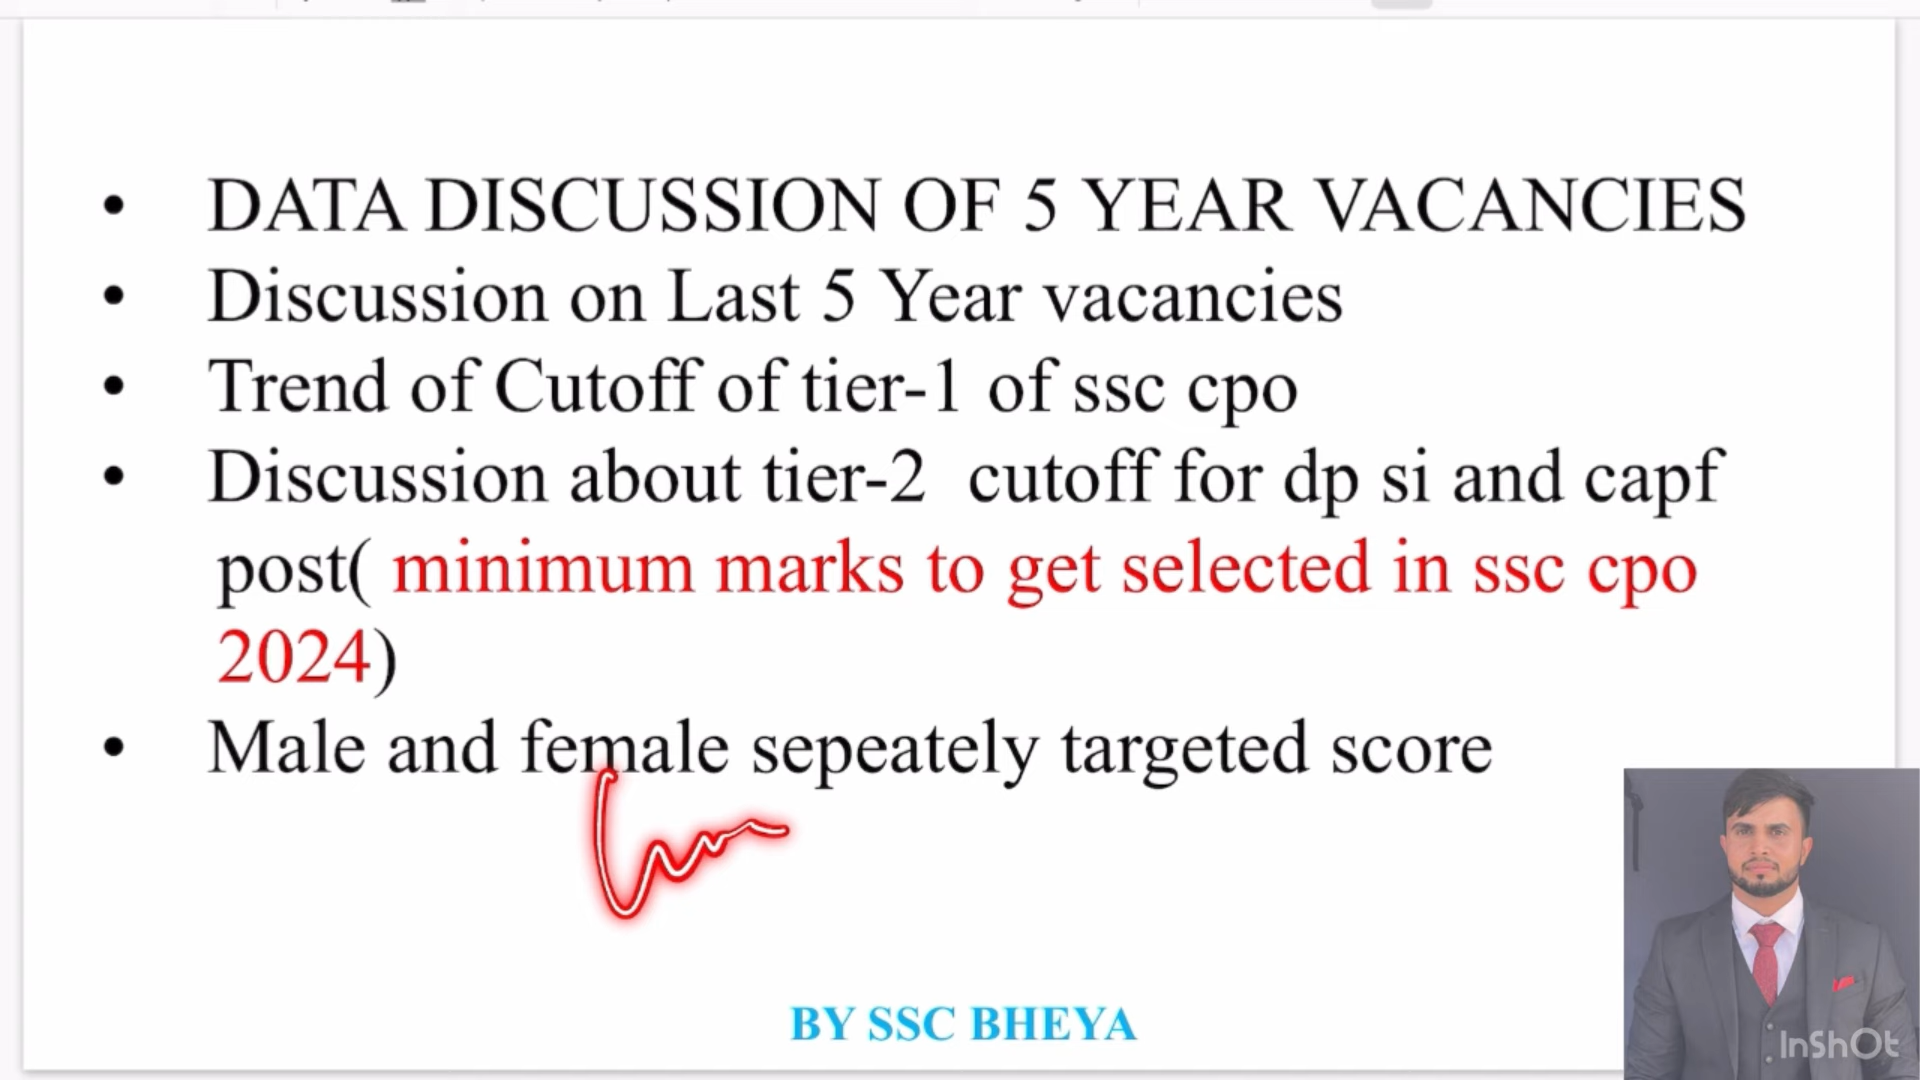 • DATA DISCUSSION OF 5 YEAR VACANCIES
• Discussion on Last 5 Year vacancies
• Trend of Cutoff of tier-1 of ssc cpo
• Discussion about tier-2 cutoff for dp si and capf
post( minimum marks to get selected in ssc cpo
2024)
• Male and female sepeately targeted score
BY SSC BHEYA
InShOt